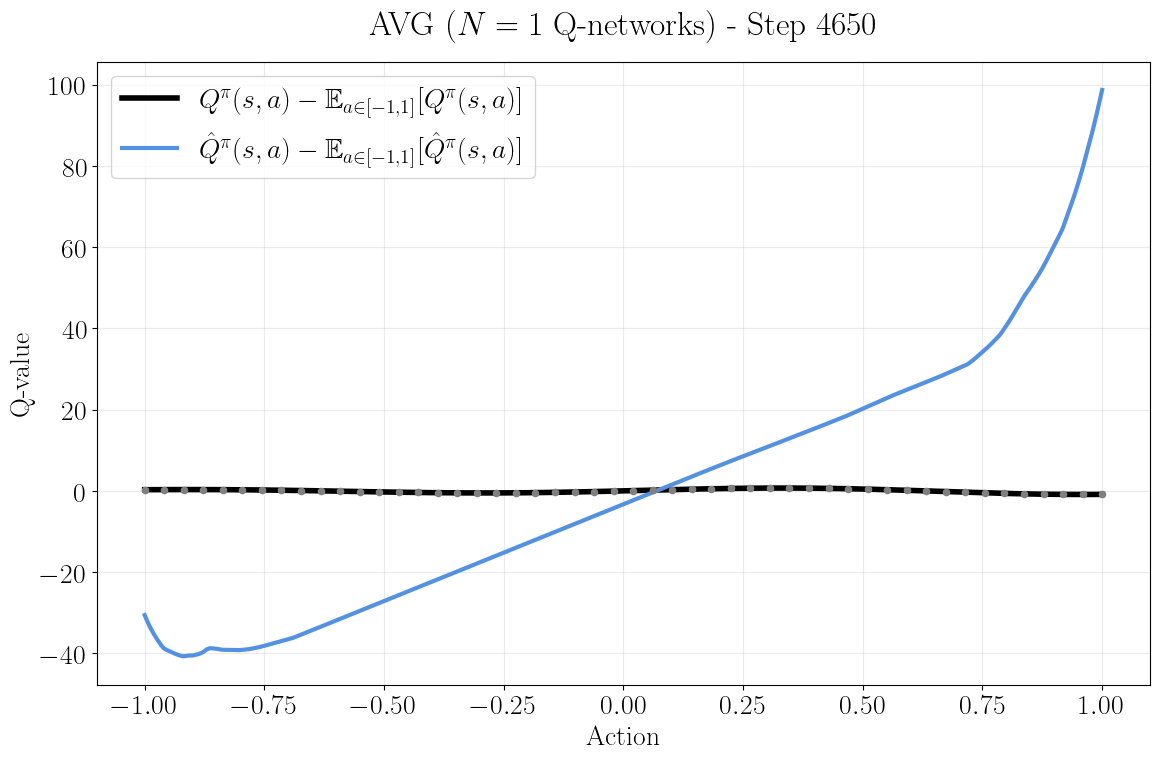 AVG (N = 1 Q-networks) - Step 4650
Q^π(s, a) − 𝔼_{a∈[−1,1]}[Q^π(s, a)]
Q̂^π(s, a) − 𝔼_{a∈[−1,1]}[Q̂^π(s, a)]
100
80
60
40
20
0
−20
−40
Q-value
−1.00 −0.75 −0.50 −0.25 0.00 0.25 0.50 0.75 1.00
Action